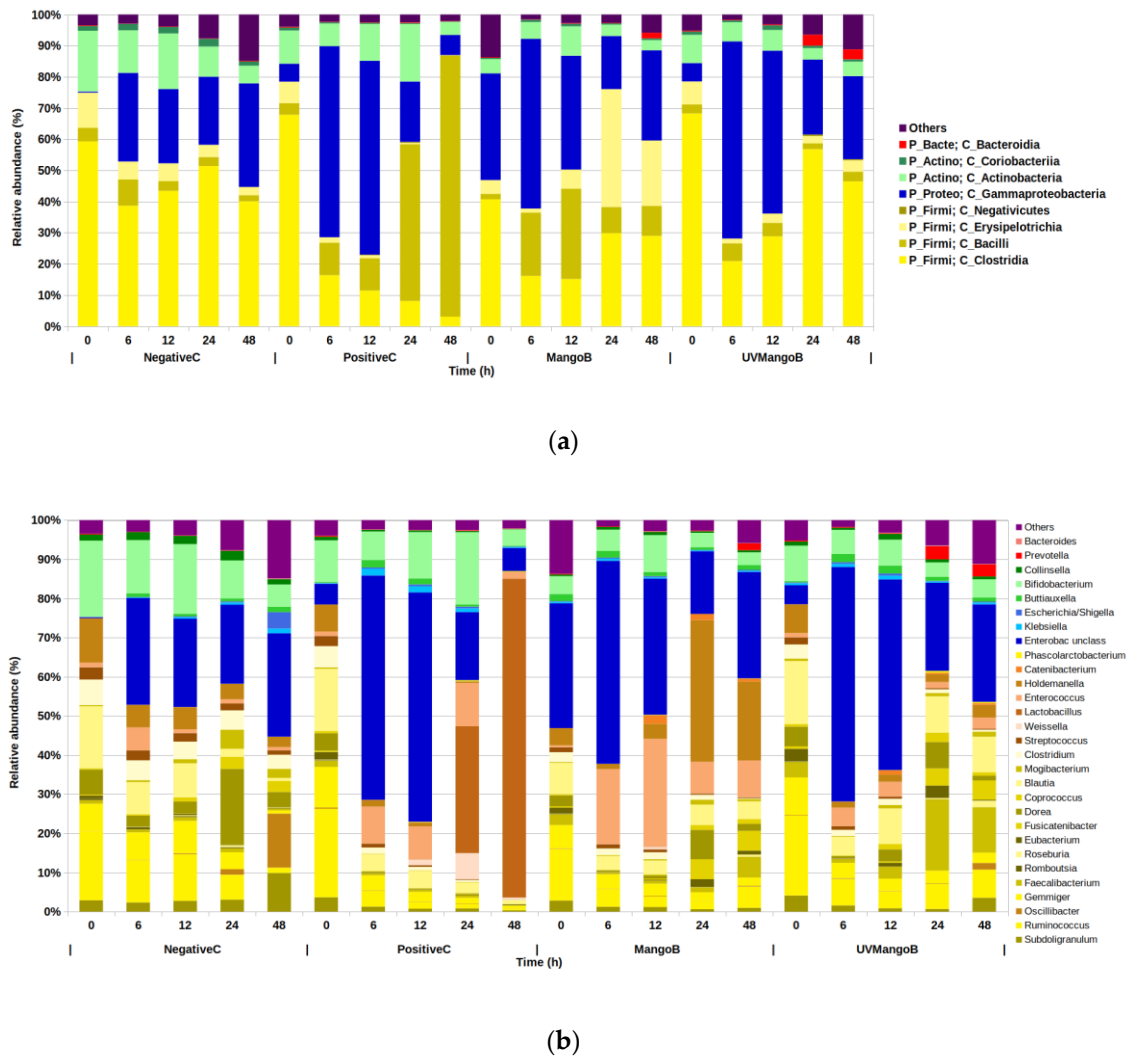 100%
90%
80%
70%
60%
50%
40%
30%
20%
10%
0%
Relative abundance (%)
0 6 12 24 48 0 6 12 24 48 0 6 12 24 48 0 6 12 24 48
| NegativeC | PositiveC | MangoB | UVMangoB |
Time (h)
Others
P_Bacte; C_Bacteroidia
P_Actino; C_Coriobacteriia
P_Actino; C_Actinobacteria
P_Proteo; C_Gammaproteobacteria
P_Firmi; C_Negativicutes
P_Firmi; C_Erysipelotrichia
P_Firmi; C_Bacilli
P_Firmi; C_Clostridia
(a)
100%
90%
80%
70%
60%
50%
40%
30%
20%
10%
0%
Relative abundance (%)
0 6 12 24 48 0 6 12 24 48 0 6 12 24 48 0 6 12 24 48
| NegativeC | PositiveC | MangoB | UVMangoB |
Time (h)
Others
Bacteroides
Prevotella
Collinsella
Bifidobacterium
Buttiauxella
Escherichia/Shigella
Klebsiella
Enterobac unclass
Phascolarctobacterium
Catenibacterium
Holdemanella
Enterococcus
Lactobacillus
Weissella
Streptococcus
Clostridium
Mogibacterium
Blautia
Coprococcus
Dorea
Fusicatenibacter
Eubacterium
Roseburia
Romboutsia
Faecalibacterium
Gemmiger
Oscillibacter
Ruminococcus
Subdoligranulum
(b)